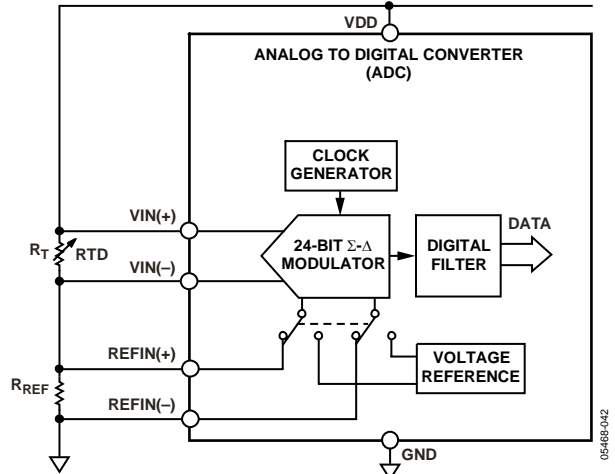 VDD
ANALOG TO DIGITAL CONVERTER
(ADC)
CLOCK
GENERATOR
VIN(+)
RT
RTD
VIN(–)
24-BIT Σ-Δ
MODULATOR
DIGITAL
FILTER
DATA
REFIN(+)
RREF
REFIN(–)
VOLTAGE
REFERENCE
GND
05468-042